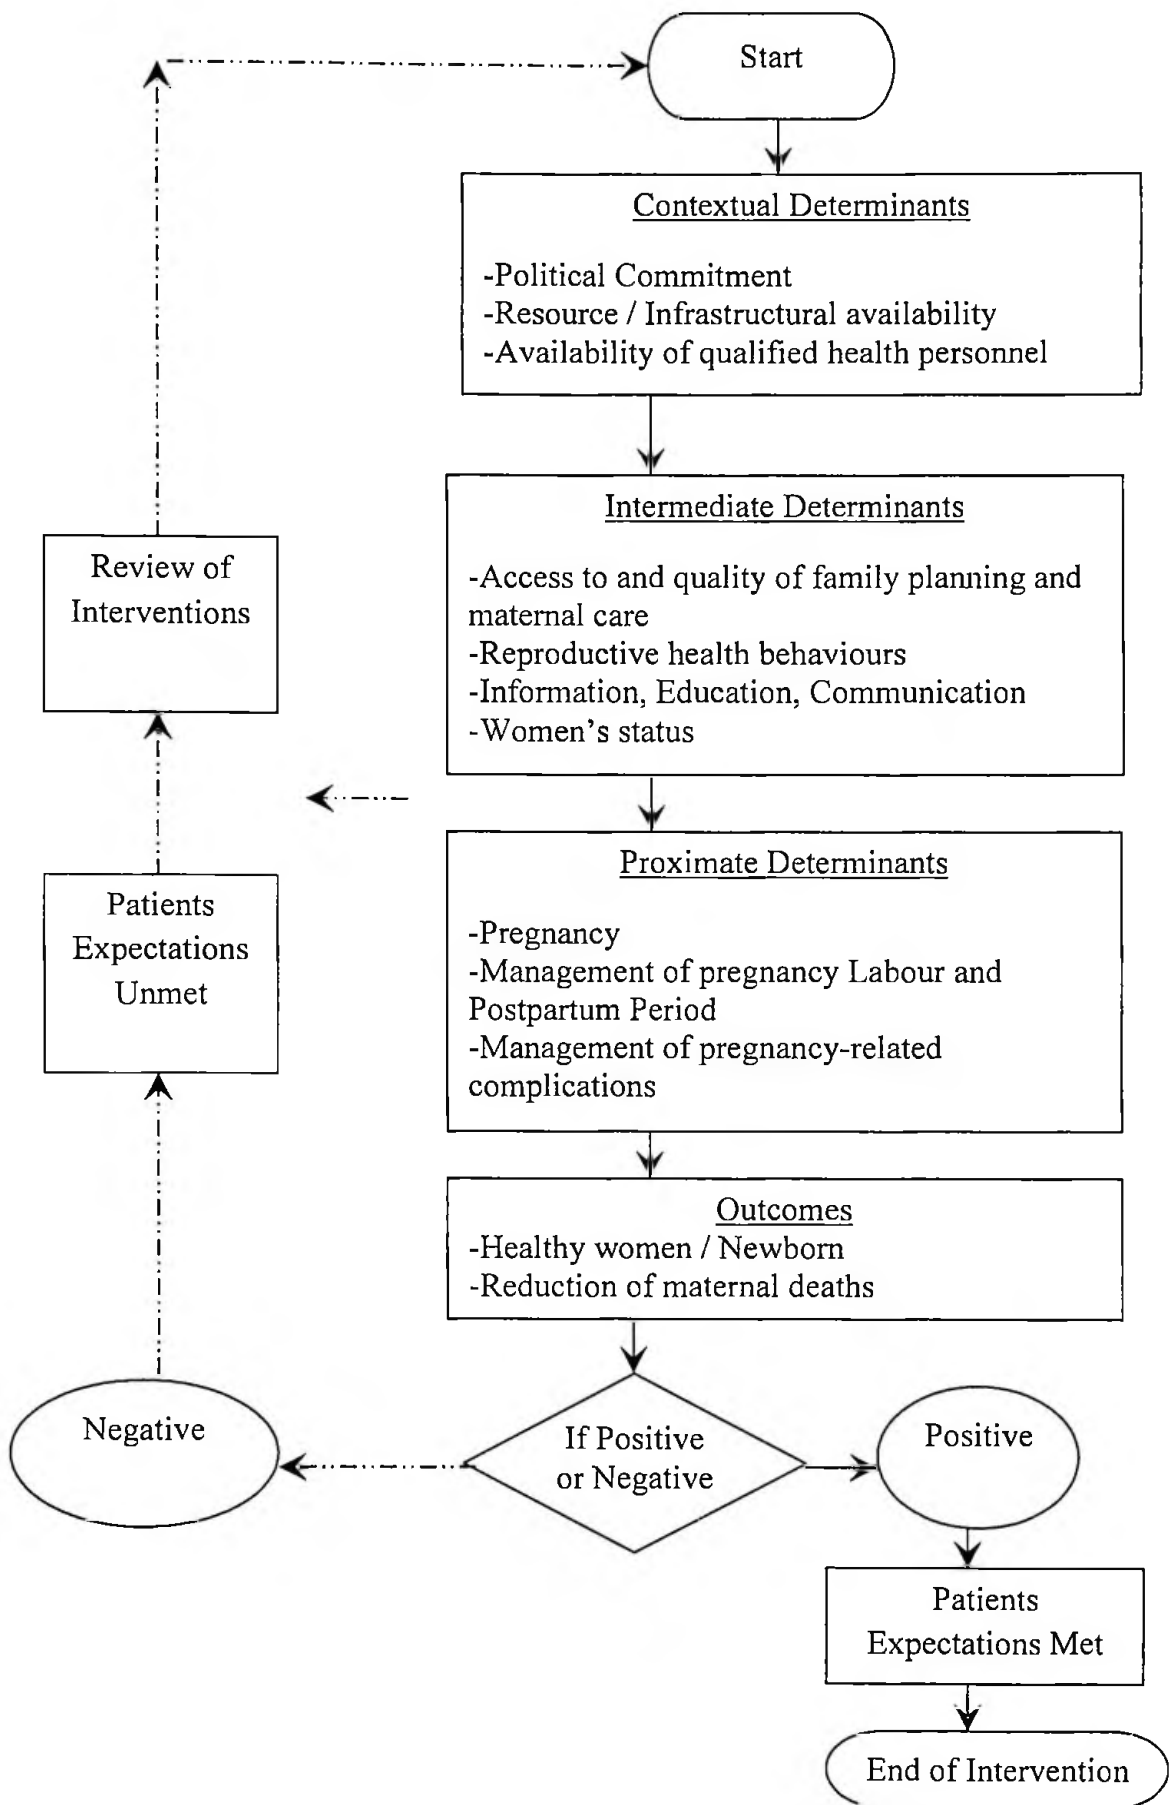 Start
Contextual Determinants
-Political Commitment
-Resource / Infrastructural availability
-Availability of qualified health personnel
Intermediate Determinants
-Access to and quality of family planning and
maternal care
-Reproductive health behaviours
-Information, Education, Communication
-Women's status
Review of
Interventions
Proximate Determinants
-Pregnancy
-Management of pregnancy Labour and
Postpartum Period
-Management of pregnancy-related
complications
Patients
Expectations
Unmet
Outcomes
-Healthy women / Newborn
-Reduction of maternal deaths
Negative
If Positive
or Negative
Positive
Patients
Expectations Met
End of Intervention